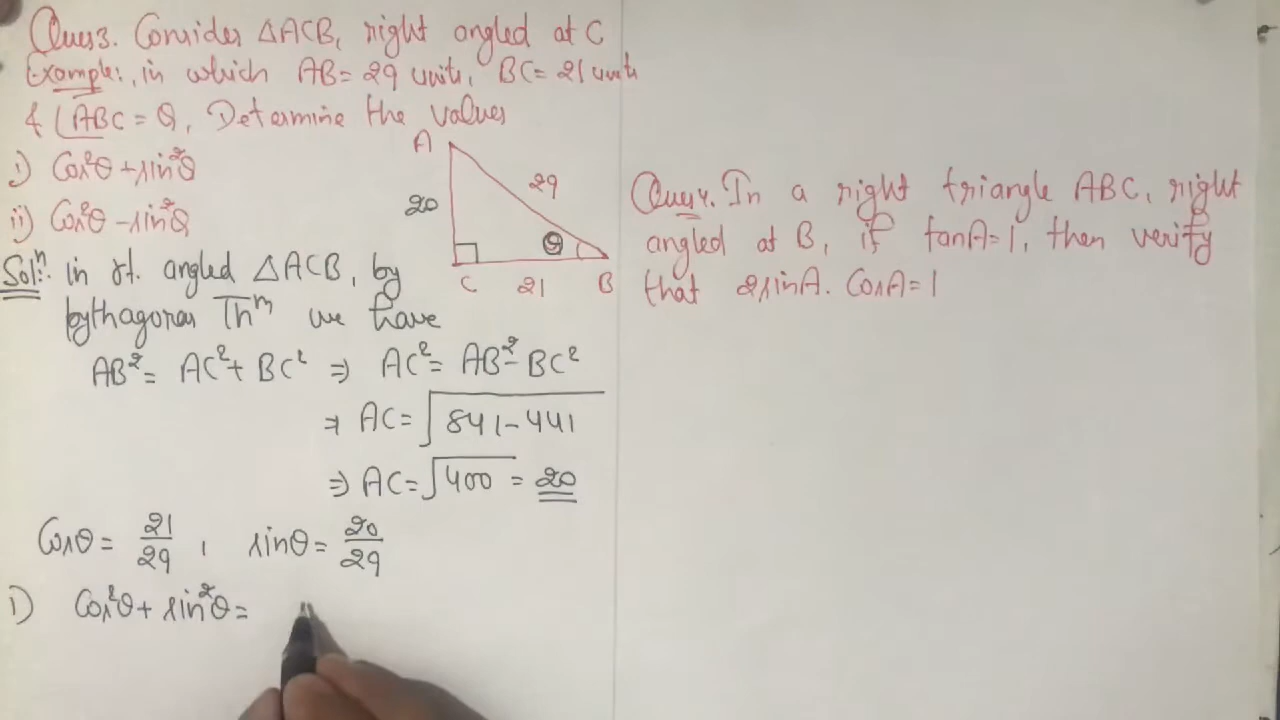 Ques3. Consider △ACB, right angled at C
Example:, in which AB = 29 units, BC = 21 units
& ∠ABC = θ, Determine the values
i) Cos²θ + sin²θ
ii) Cos²θ - sin²θ
A
29
20
θ
C
21
B
Solⁿ: in rt. angled △ACB, by
pythagoras Thᵐ we have
AB² = AC² + BC² ⇒ AC² = AB² - BC²
⇒ AC = √841 - 441
⇒ AC = √400 = 20
Cosθ = 21/29 , sinθ = 20/29
i) Cos²θ + sin²θ =
Ques4. In a right triangle ABC, right
angled at B, if tanA = 1, then verify
that 2sinA. CosA = 1